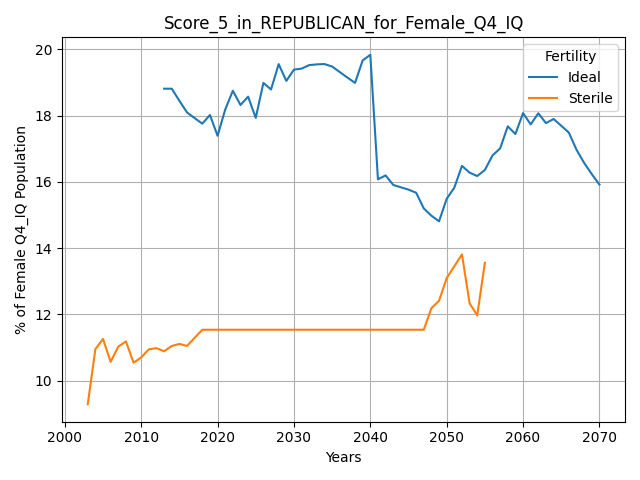 Score_5_in_REPUBLICAN_for_Female_Q4_IQ
Fertility
Ideal
Sterile
% of Female Q4_IQ Population
20
18
16
14
12
10
2000 2010 2020 2030 2040 2050 2060 2070
Years